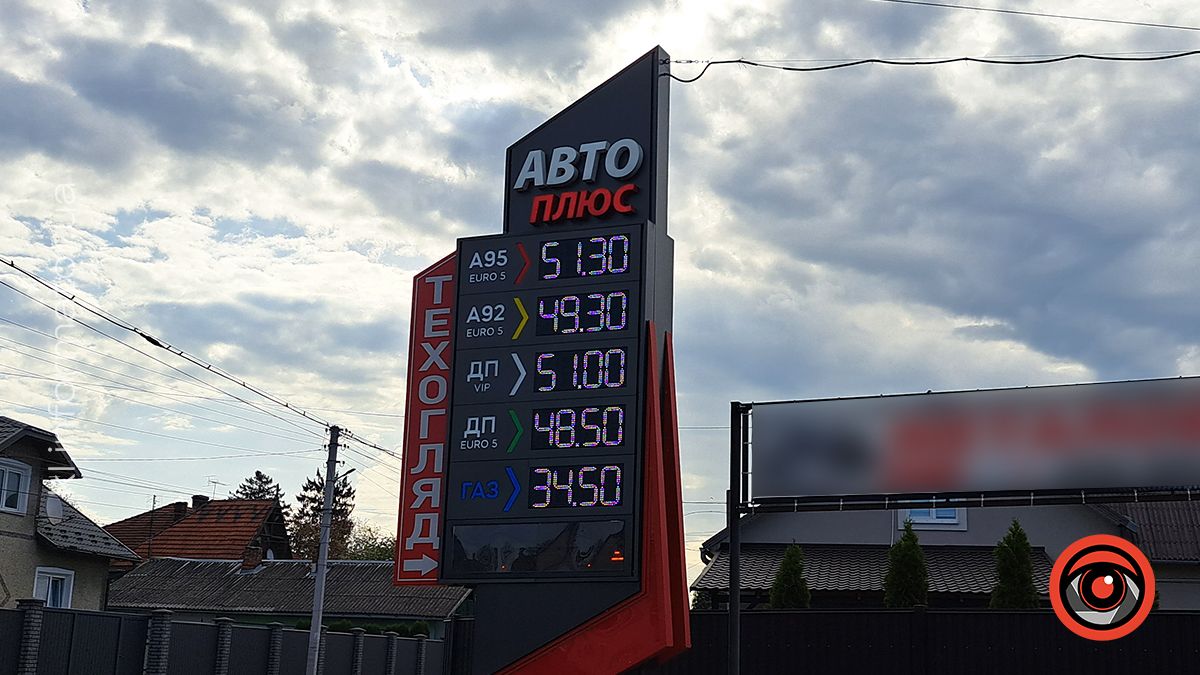 АВТО
ПЛЮС
A95 51.30
EURO 5
A92 49.30
EURO 5
ДП 51.00
VIP
ДП 48.50
EURO 5
ГАЗ 34.50
ТЕХОГЛЯД